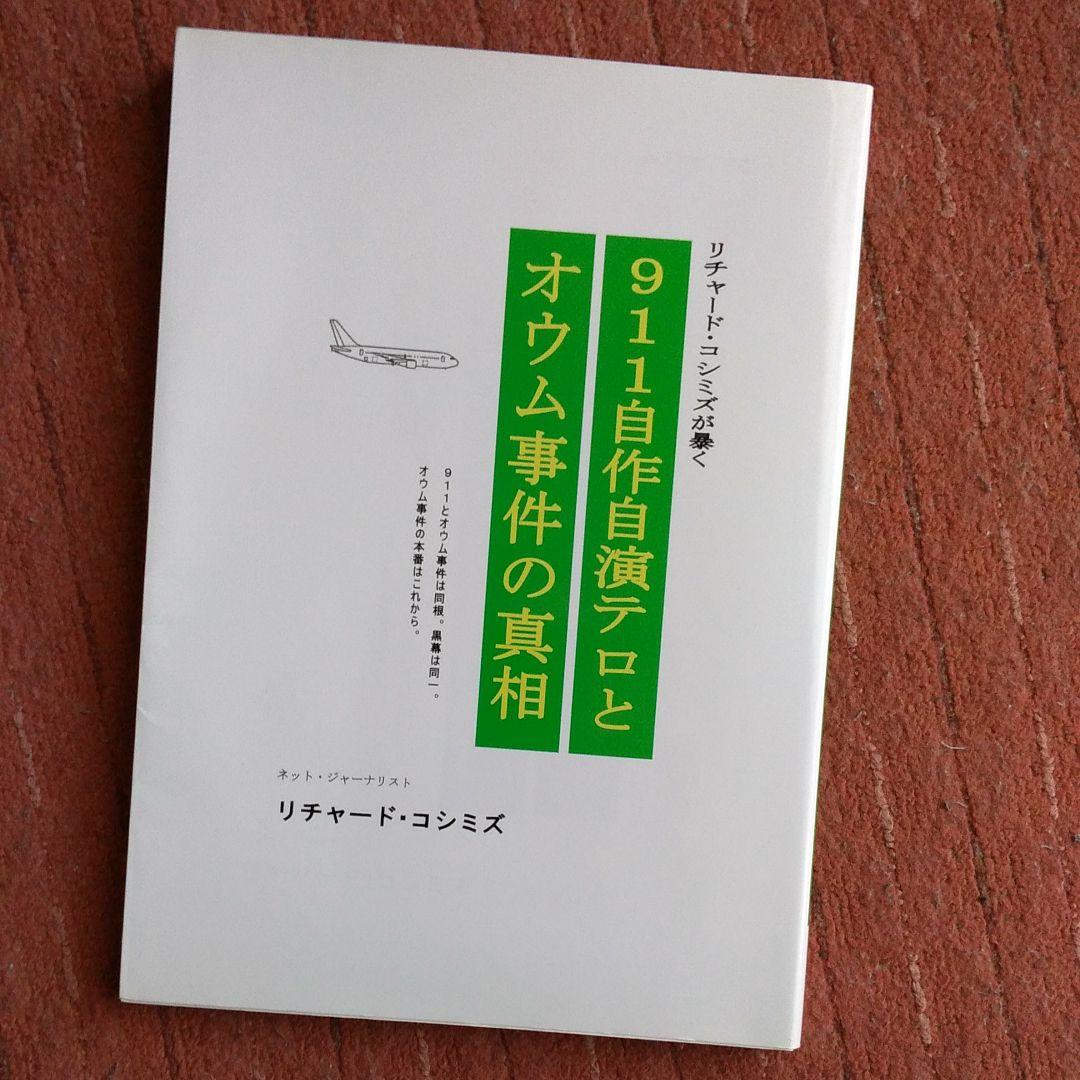 リチャード・コシミズが暴く
911自作自演テロと
オウム事件の真相
911とオウム事件は同根。黒幕は同一。
オウム事件の本番はこれから。
ネット・ジャーナリスト
リチャード・コシミズ